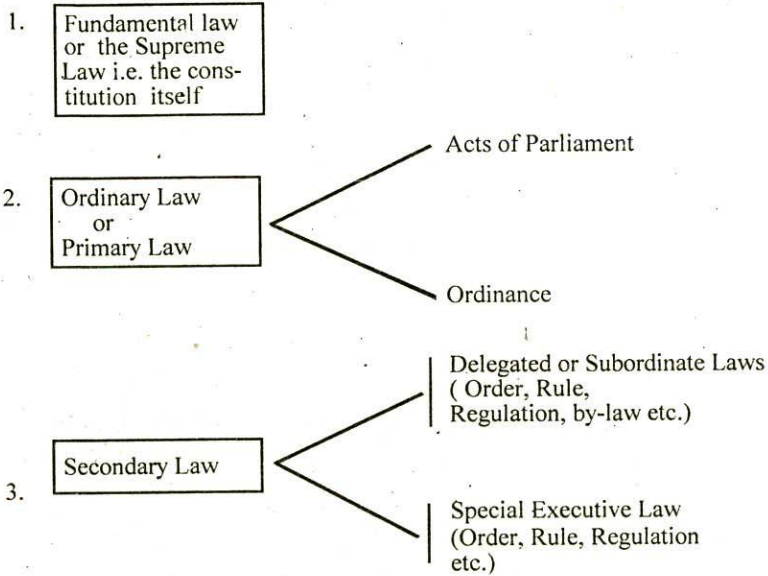 1.
Fundamental law
or the Supreme
Law i.e. the cons-
titution itself
Acts of Parliament
2.
Ordinary Law
or
Primary Law
Ordinance
Delegated or Subordinate Laws
( Order, Rule,
Regulation, by-law etc.)
Secondary Law
3.
Special Executive Law
(Order, Rule, Regulation
etc.)